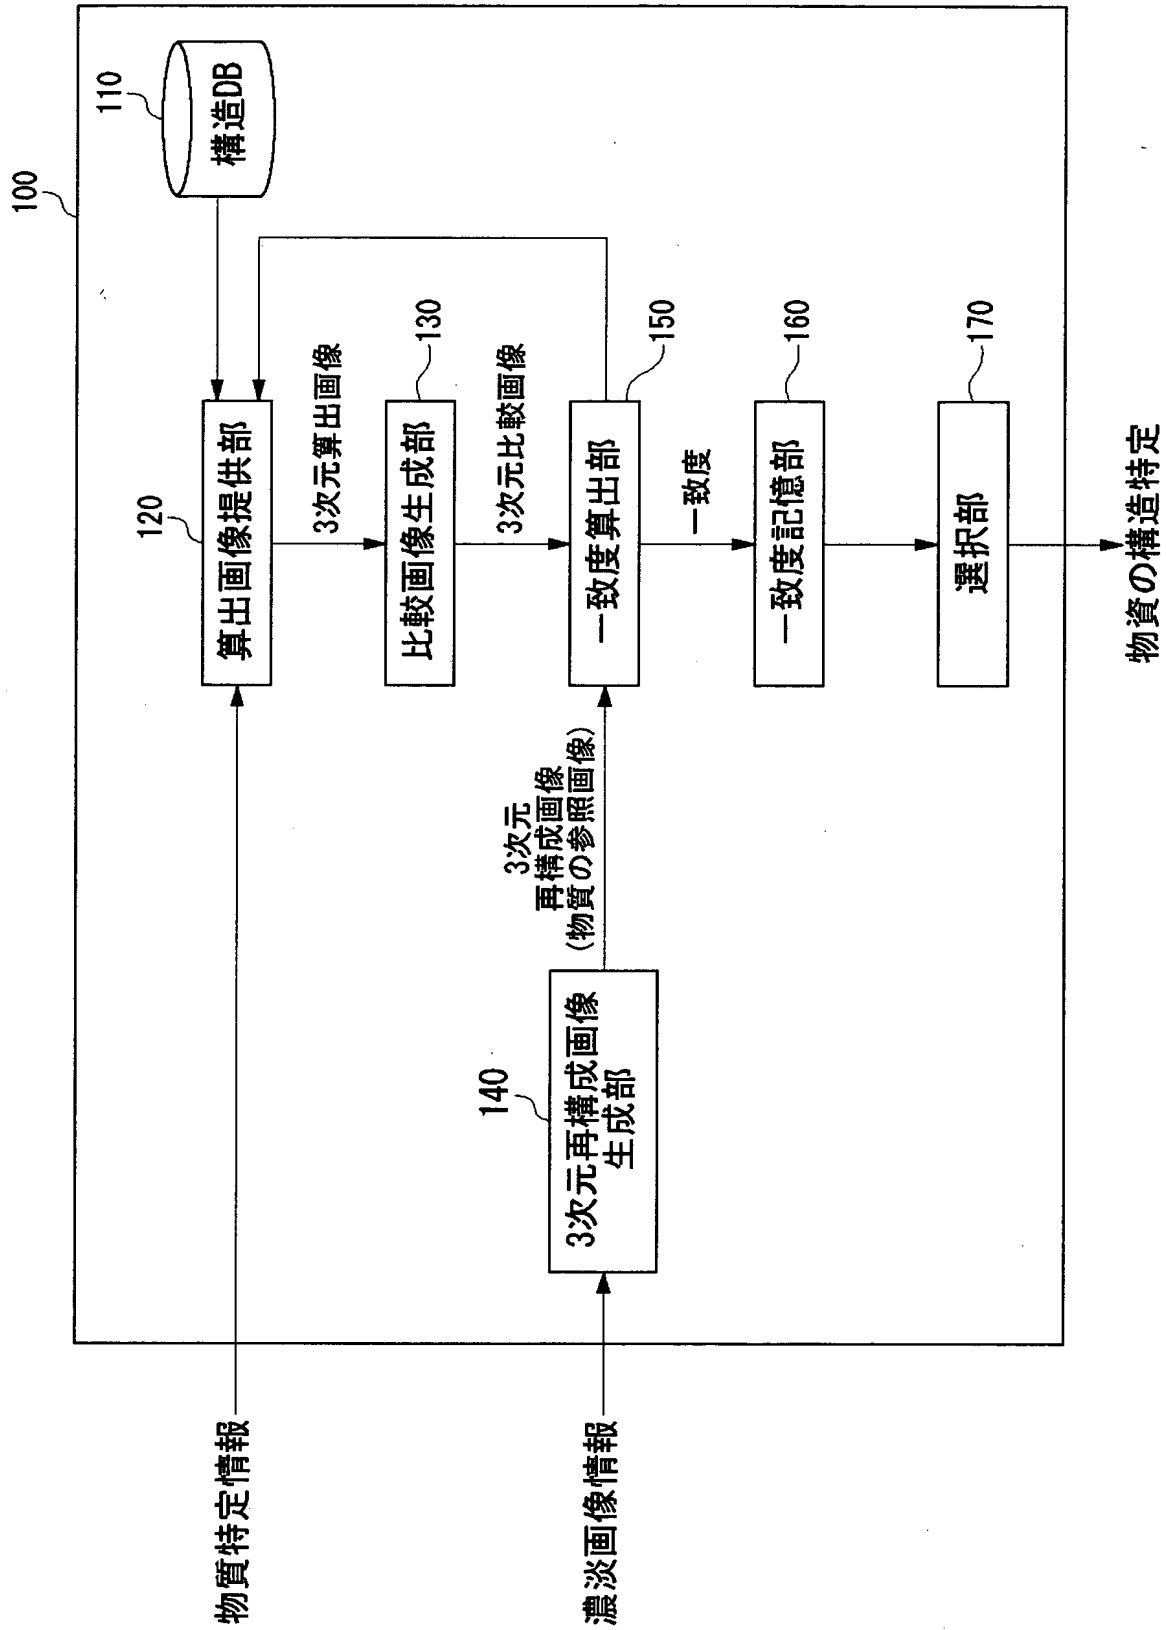 100
110
構造DB
物質特定情報
120
算出画像提供部
3次元算出画像
130
比較画像生成部
3次元比較画像
濃淡画像情報
140
3次元再構成画像
生成部
3次元
再構成画像
(物質の参照画像)
150
一致度算出部
一致度
160
一致度記憶部
170
選択部
物資の構造特定